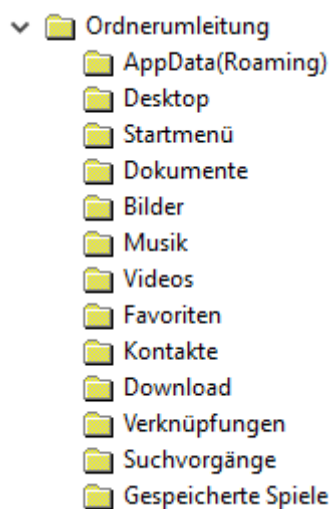 Ordnerumleitung
AppData(Roaming)
Desktop
Startmenü
Dokumente
Bilder
Musik
Videos
Favoriten
Kontakte
Download
Verknüpfungen
Suchvorgänge
Gespeicherte Spiele